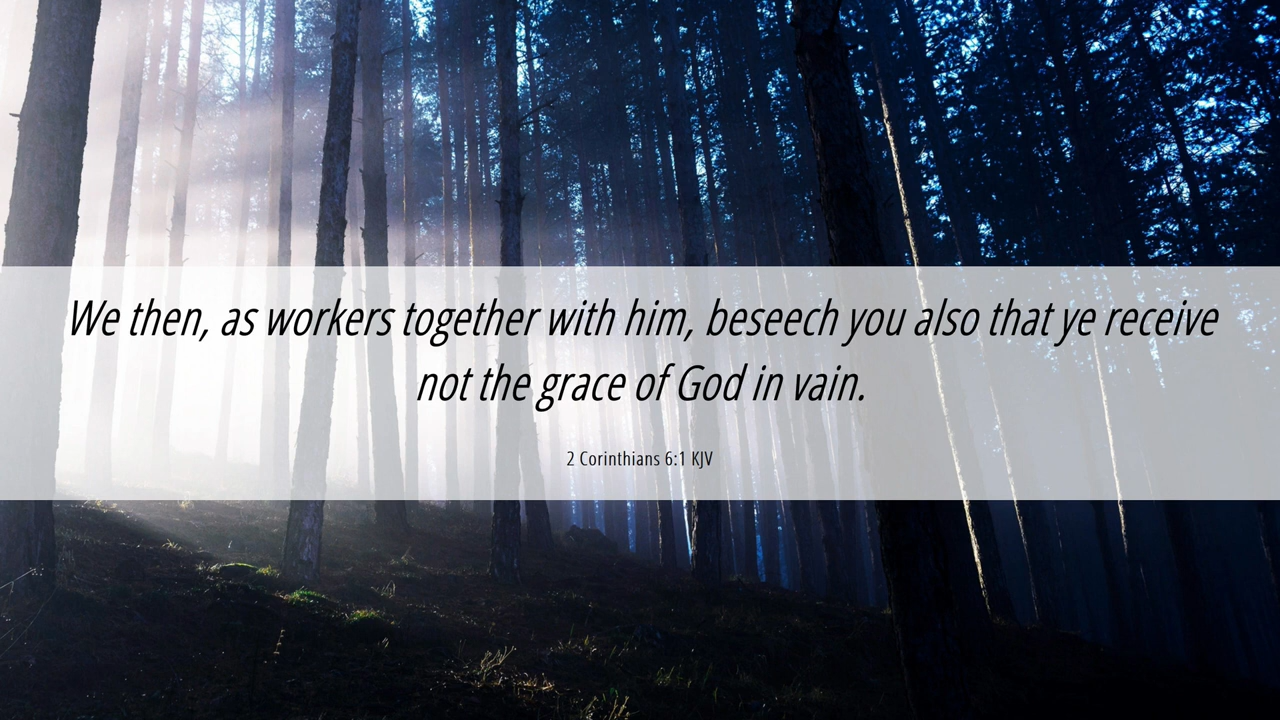 We then, as workers together with him, beseech you also that ye receive
not the grace of God in vain.
2 Corinthians 6:1 KJV